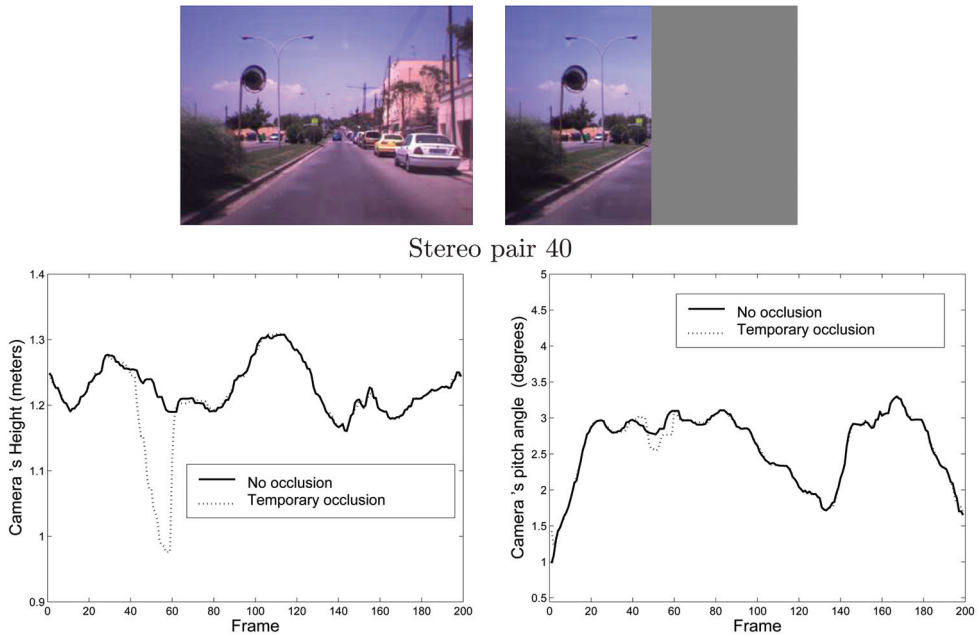 Stereo pair 40
Camera 's Height (meters)
1.4
1.3
1.2
1.1
1
0.9
No occlusion
Temporary occlusion
0 20 40 60 80 100 120 140 160 180 200
Frame
Camera 's pitch angle (degrees)
5
4.5
4
3.5
3
2.5
2
1.5
1
0.5
No occlusion
Temporary occlusion
0 20 40 60 80 100 120 140 160 180 200
Frame